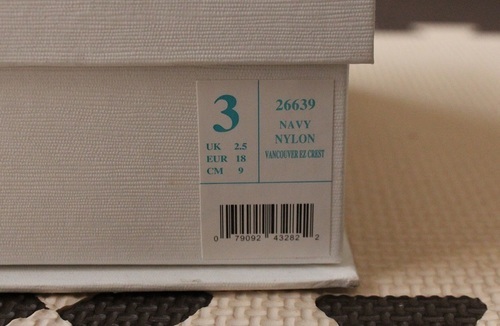 3
UK 2.5
EUR 18
CM 9
26639
NAVY
NYLON
VANCOUVER EZ CREST
0 79092 43282 2